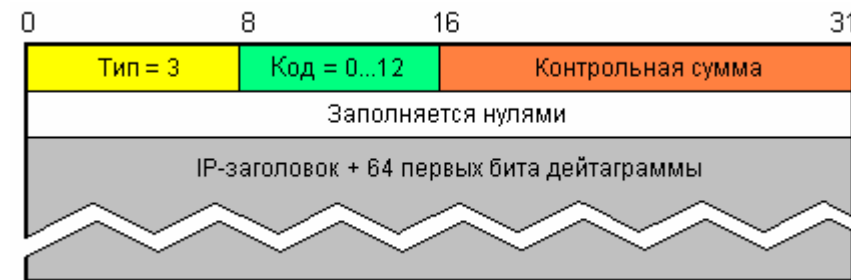 0 8 16 31
Тип = 3 Код = 0...12 Контрольная сумма
Заполняется нулями
IP-заголовок + 64 первых бита дейтаграммы